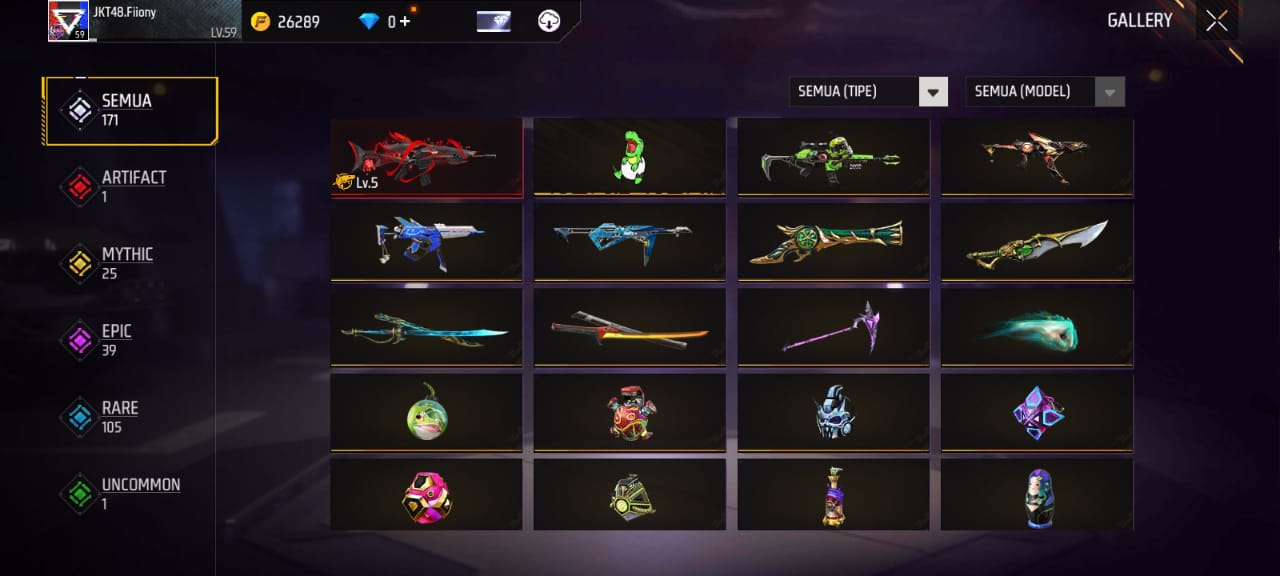 JKT48.Fiiony
59
LV.59
26289
0 +
GALLERY
SEMUA
171
ARTIFACT
1
MYTHIC
25
EPIC
39
RARE
105
UNCOMMON
1
SEMUA (TIPE)
SEMUA (MODEL)
Lv.5